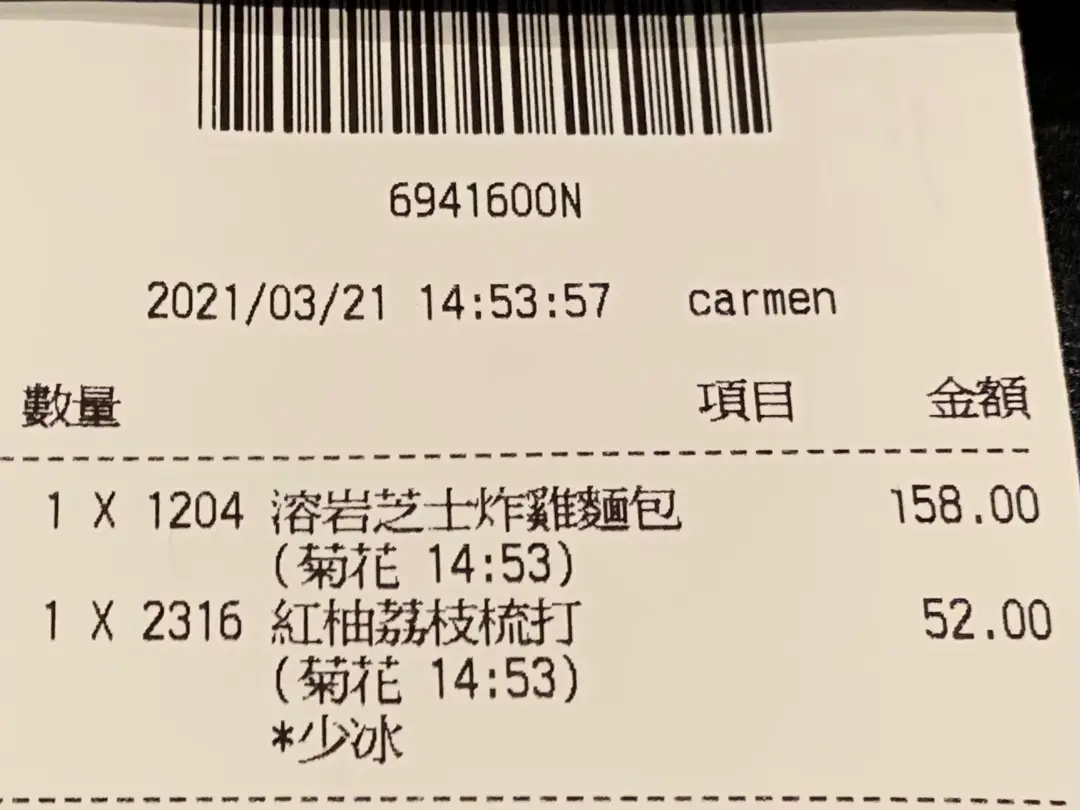 6941600N
2021/03/21 14:53:57 carmen
數量 項目 金額
1 X 1204 溶岩芝士炸雞麵包 158.00
(菊花 14:53)
1 X 2316 紅柚荔枝梳打 52.00
(菊花 14:53)
*少冰